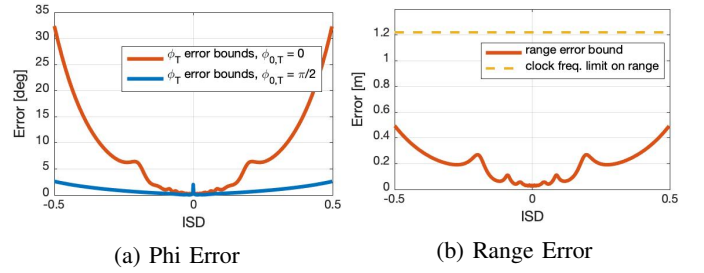 35
30
25
20
15
10
5
0
Error [deg]
ϕT error bounds, ϕ0,T = 0
ϕT error bounds, ϕ0,T = π/2
-0.5 0 0.5
ISD
(a) Phi Error
1.4
1.2
1
0.8
0.6
0.4
0.2
0
Error [m]
range error bound
clock freq. limit on range
-0.5 0 0.5
ISD
(b) Range Error